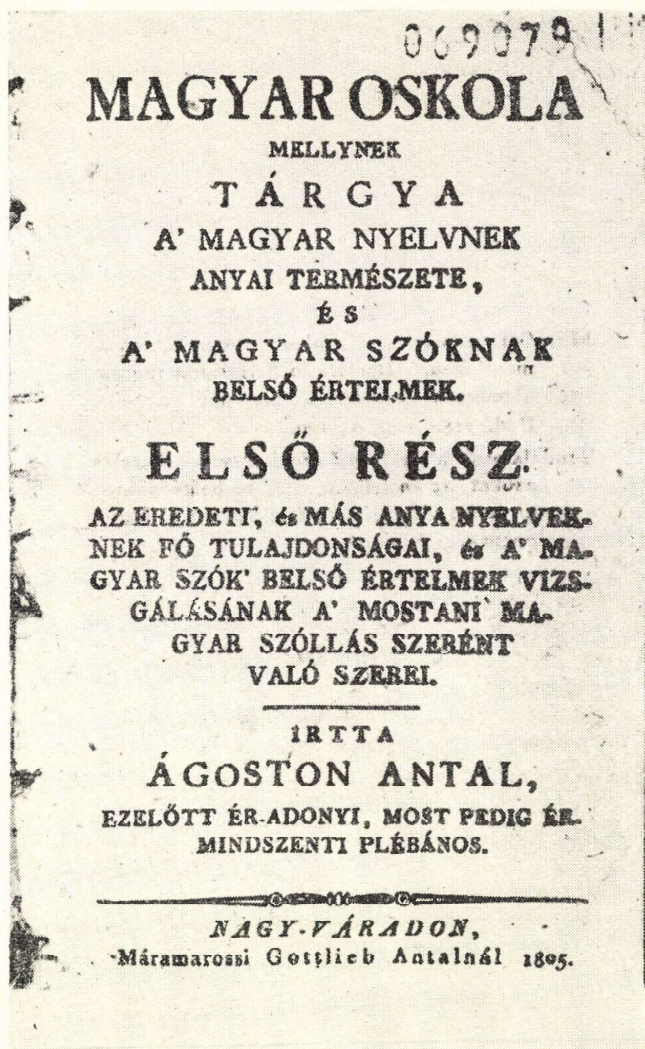 069079
MAGYAR OSKOLA
MELLYNEK
TÁRGYA
A' MAGYAR NYELVNEK
ANYAI TERMÉSZETE,
ÉS
A' MAGYAR SZÓKNAK
BELSŐ ÉRTELMEK.
ELSŐ RÉSZ.
AZ EREDETI, és MÁS ANYA NYELVEK-
NEK FŐ TULAJDONSÁGAI, és A' MA-
GYAR SZÓK' BELSŐ ÉRTELMEK VIZS-
GÁLÁSÁNAK A' MOSTANI MA-
GYAR SZÓLLÁS SZERÉNT
VALÓ SZEREI.
IRTTA
ÁGOSTON ANTAL,
EZELŐTT ÉR-ADONYI, MOST PEDIG ÉR-
MINDSZENTI PLÉBÁNOS.
NAGY-VÁRADON,
Máramarossi Gottlieb Antalnál 1805.